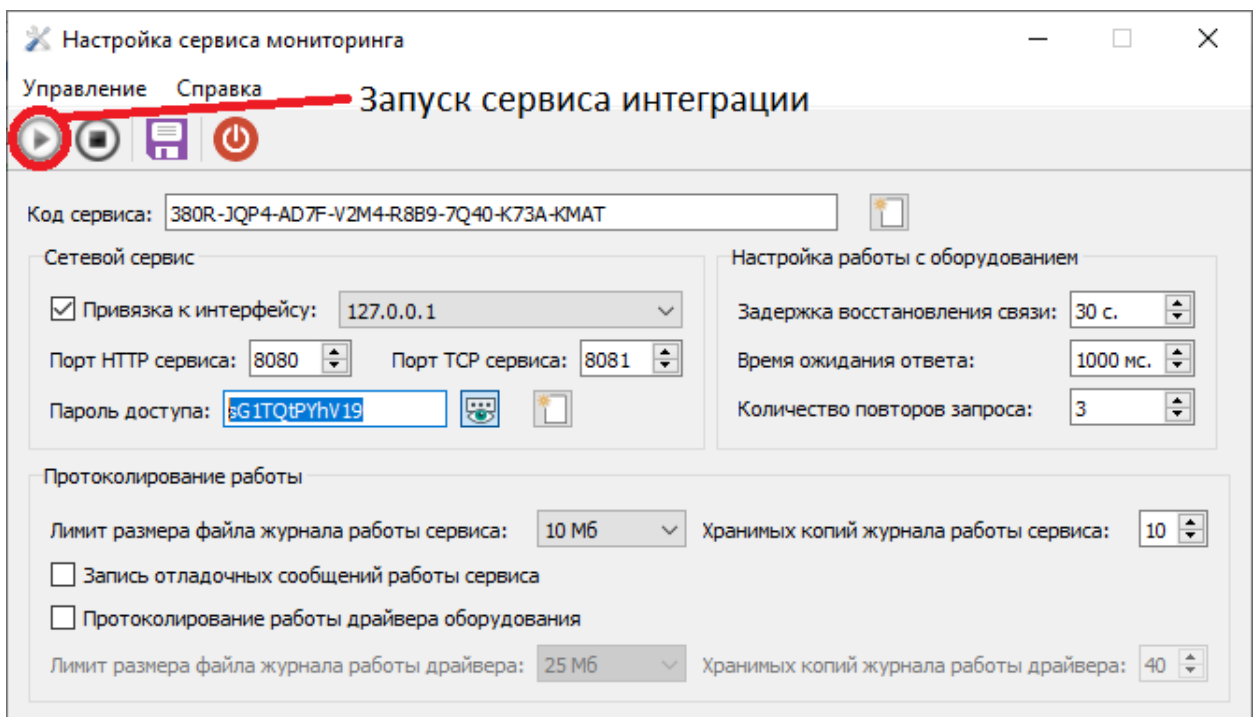 Настройка сервиса мониторинга
Управление Справка
Запуск сервиса интеграции
Код сервиса: 380R-JQP4-AD7F-V2M4-R8B9-7Q40-K73A-KMAT
Сетевой сервис
Настройка работы с оборудованием
Привязка к интерфейсу: 127.0.0.1
Задержка восстановления связи: 30 с.
Порт HTTP сервиса: 8080 Порт TCP сервиса: 8081
Время ожидания ответа: 1000 мс.
Пароль доступа: sG1TQtPYhV19
Количество повторов запроса: 3
Протоколирование работы
Лимит размера файла журнала работы сервиса: 10 Мб Хранимых копий журнала работы сервиса: 10
Запись отладочных сообщений работы сервиса
Протоколирование работы драйвера оборудования
Лимит размера файла журнала работы драйвера: 25 Мб Хранимых копий журнала работы драйвера: 40